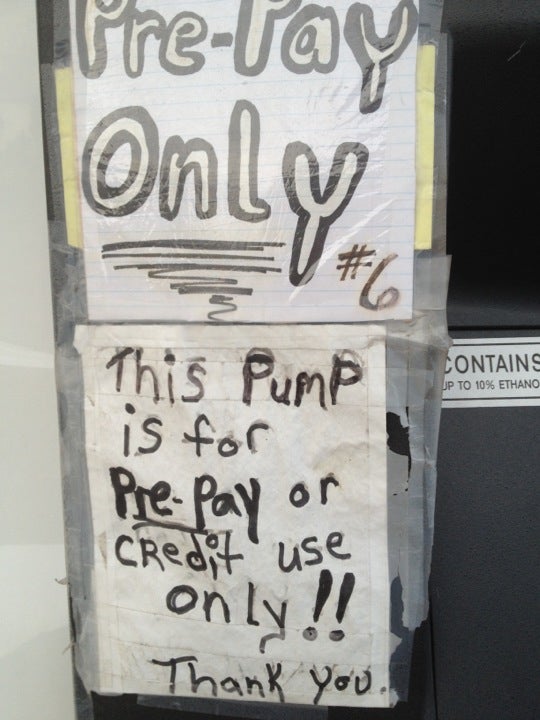 Pre-Pay
Only
#6
This Pump
is for
Pre-Pay or
credit use
only!!
Thank you.
CONTAINS
UP TO 10% ETHANO